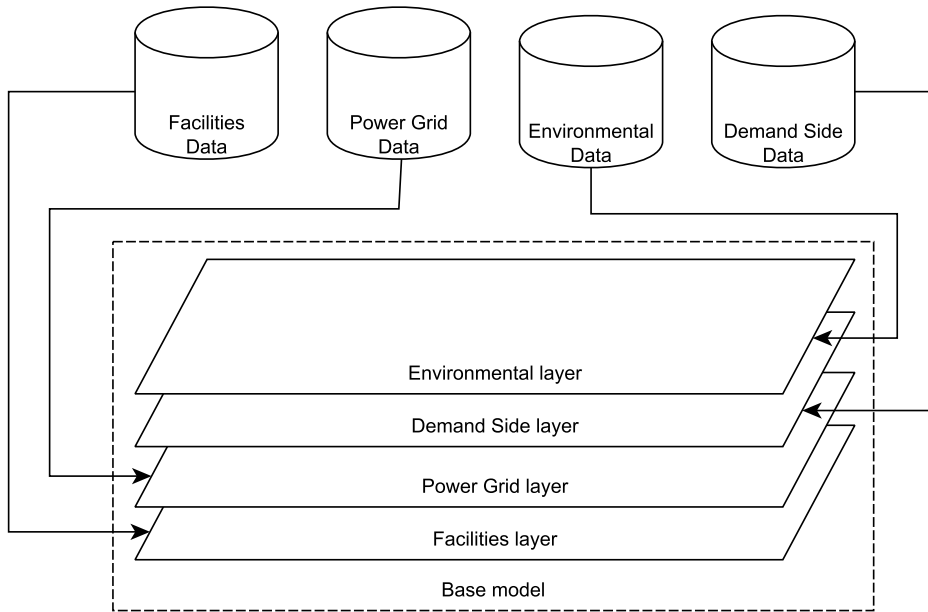 Facilities
Data
Power Grid
Data
Environmental
Data
Demand Side
Data
Environmental layer
Demand Side layer
Power Grid layer
Facilities layer
Base model